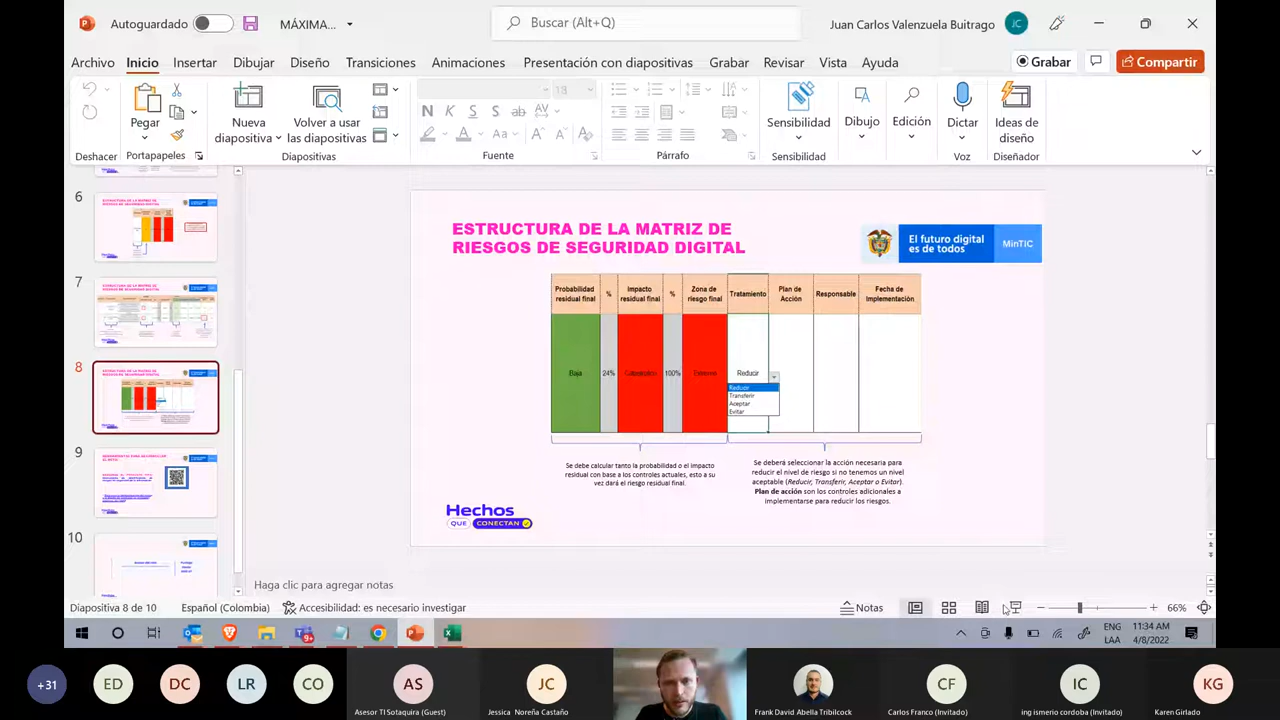 Autoguardado
MÁXIMA...
Buscar (Alt+Q)
Juan Carlos Valenzuela Buitrago
JC
Archivo
Inicio
Insertar
Dibujar
Diseño
Transiciones
Animaciones
Presentación con diapositivas
Grabar
Revisar
Vista
Ayuda
Grabar
Compartir
Pegar
Nueva
diapositiva
Volver a usar
las diapositivas
18
N K S S ab AV
Aa
Sensibilidad
Dibujo
Edición
Dictar
Ideas de
diseño
Deshacer
Portapapeles
Diapositivas
Fuente
Párrafo
Sensibilidad
Voz
Diseñador
6
7
8
9
10
ESTRUCTURA DE LA MATRIZ DE
RIESGOS DE SEGURIDAD DIGITAL
El futuro digital
es de todos
MinTIC
Probabilidad
residual final
%
Impacto
residual final
%
Zona de
riesgo final
Tratamiento
Plan de
Acción
Responsable
Fecha de
Implementación
Baja
24%
Catastrófico
100%
Extremo
Reducir
Reducir
Transferir
Aceptar
Evitar
Se debe calcular tanto la probabilidad o el impacto
residual con base a los controles actuales, esto a su
vez dará el riesgo residual final.
Se deberá seleccionar la acción necesaria para
reducir el nivel de riesgo si no tenemos un nivel
aceptable (Reducir, Transferir, Aceptar o Evitar).
Plan de acción son los controles adicionales a
implementarse para reducir los riesgos.
Hechos
QUE CONECTAN
Haga clic para agregar notas
Diapositiva 8 de 10
Español (Colombia)
Accesibilidad: es necesario investigar
Notas
66%
ENG
LAA
11:34 AM
4/8/2022
+31
ED
DC
LR
CO
AS
Asesor TI Sotaquira (Guest)
JC
Jessica Noreña Castaño
Frank David Abella Tribilcock
CF
Carlos Franco (Invitado)
IC
ing ismerio cordoba (Invitado)
KG
Karen Girlado